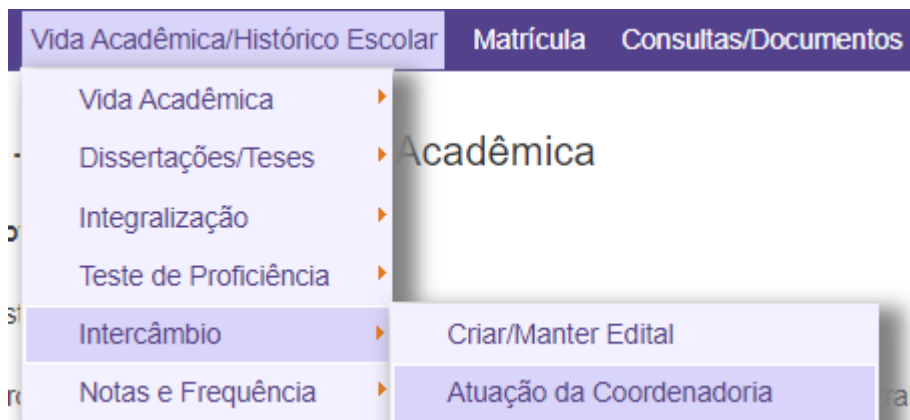 Vida Acadêmica/Histórico Escolar Matrícula Consultas/Documentos
Vida Acadêmica
Acadêmica
Dissertações/Teses
Integralização
Teste de Proficiência
Intercâmbio Criar/Manter Edital
Notas e Frequência Atuação da Coordenadoria